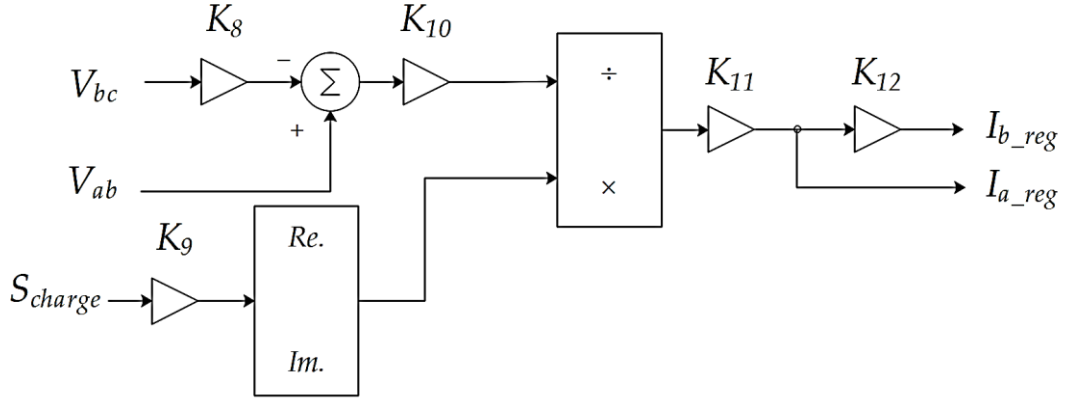 K8
K10
−
Σ
÷
K11
K12
Vbc
+
Ib_reg
Vab
×
Ia_reg
K9
Re.
Scharge
Im.